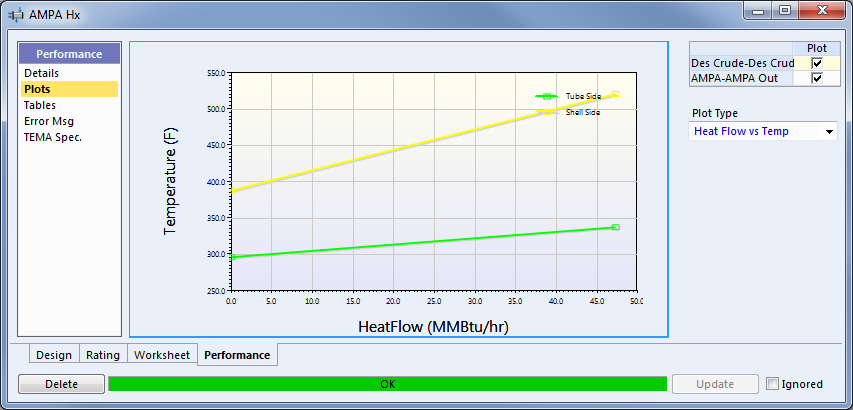 AMPA Hx
Performance
Details
Plots
Tables
Error Msg
TEMA Spec.
Temperature (F)
550.0
500.0
450.0
400.0
350.0
300.0
250.0
Tube Side
Shell Side
0.0 5.0 10.0 15.0 20.0 25.0 30.0 35.0 40.0 45.0 50.0
HeatFlow (MMBtu/hr)
Plot
Des Crude-Des Crud
AMPA-AMPA Out
Plot Type
Heat Flow vs Temp
Design Rating Worksheet Performance
Delete OK Update Ignored